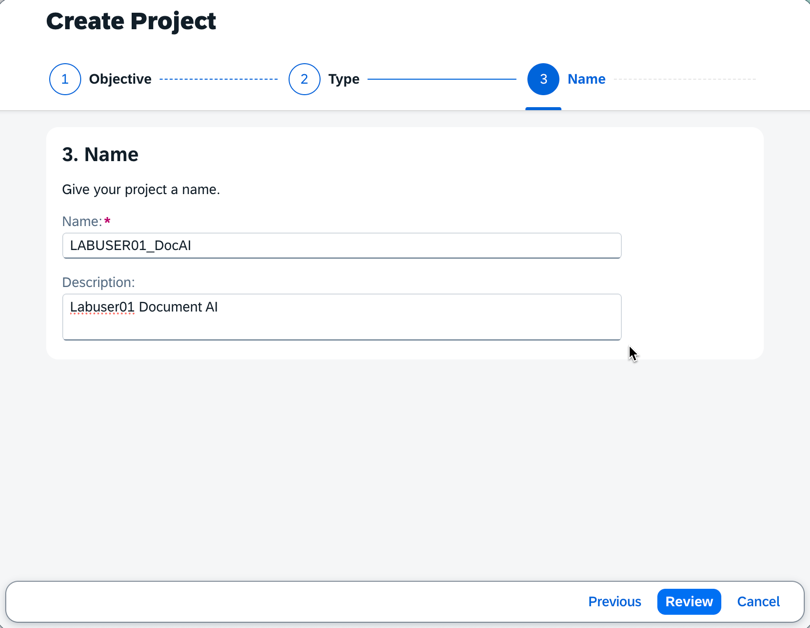 Create Project
1 Objective 2 Type 3 Name
3. Name
Give your project a name.
Name:*
LABUSER01_DocAI
Description:
Labuser01 Document AI
Previous Review Cancel